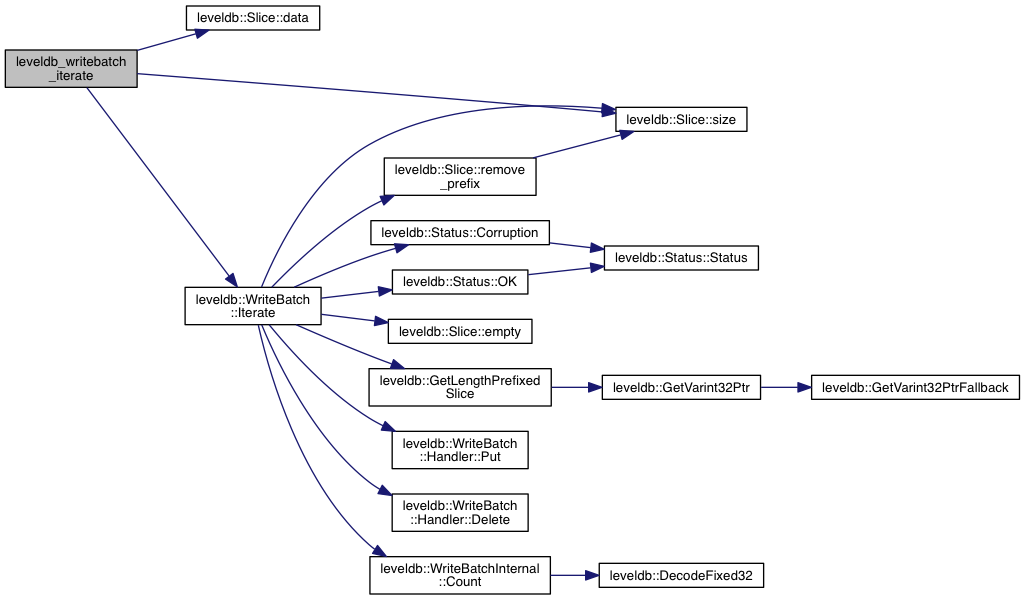 leveldb::Slice::data
leveldb_writebatch
_iterate
leveldb::Slice::size
leveldb::Slice::remove
_prefix
leveldb::Status::Corruption
leveldb::Status::Status
leveldb::Status::OK
leveldb::WriteBatch
::Iterate
leveldb::Slice::empty
leveldb::GetLengthPrefixed
Slice
leveldb::GetVarint32Ptr
leveldb::GetVarint32PtrFallback
leveldb::WriteBatch
::Handler::Put
leveldb::WriteBatch
::Handler::Delete
leveldb::WriteBatchInternal
::Count
leveldb::DecodeFixed32